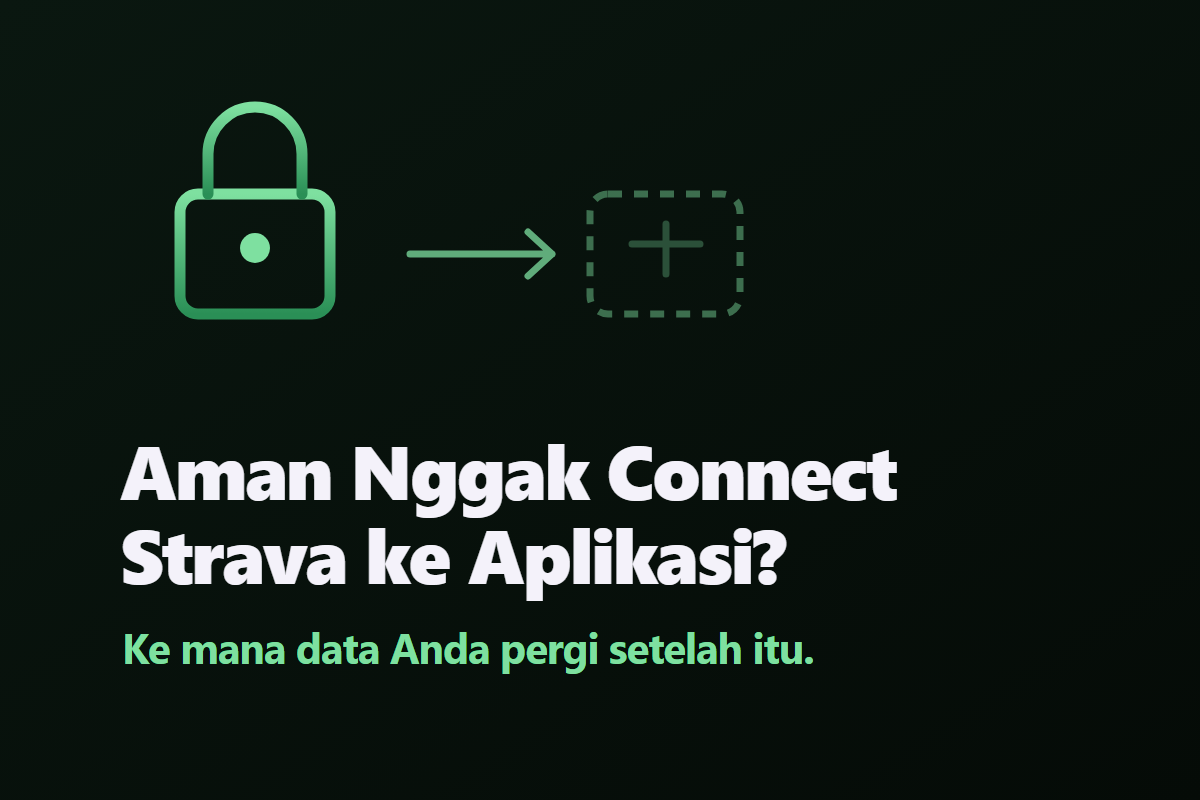 Aman Nggak Connect
Strava ke Aplikasi?
Ke mana data Anda pergi setelah itu.